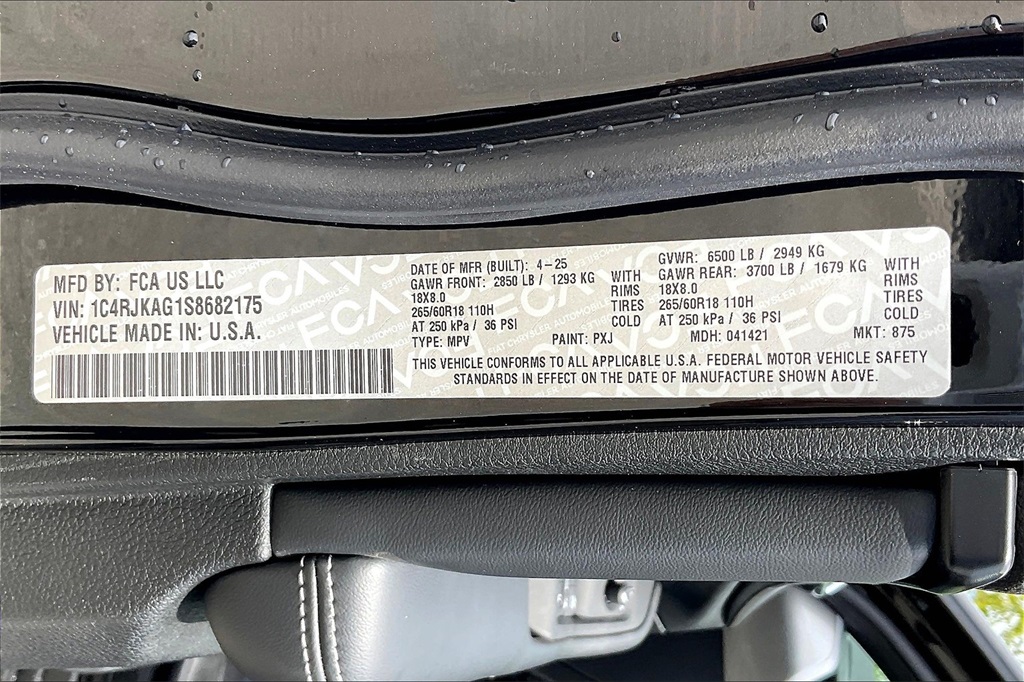 MFD BY: FCA US LLC
VIN: 1C4RJKAG1S8682175
VEHICLE MADE IN: U.S.A.
DATE OF MFR (BUILT): 4-25
GAWR FRONT: 2850 LB / 1293 KG WITH
18X8.0 RIMS
265/60R18 110H TIRES
AT 250 kPa / 36 PSI COLD
TYPE: MPV PAINT: PXJ
GVWR: 6500 LB / 2949 KG
GAWR REAR: 3700 LB / 1679 KG WITH
18X8.0 RIMS
265/60R18 110H TIRES
AT 250 kPa / 36 PSI COLD
MDH: 041421 MKT: 875
THIS VEHICLE CONFORMS TO ALL APPLICABLE U.S.A. FEDERAL MOTOR VEHICLE SAFETY
STANDARDS IN EFFECT ON THE DATE OF MANUFACTURE SHOWN ABOVE.